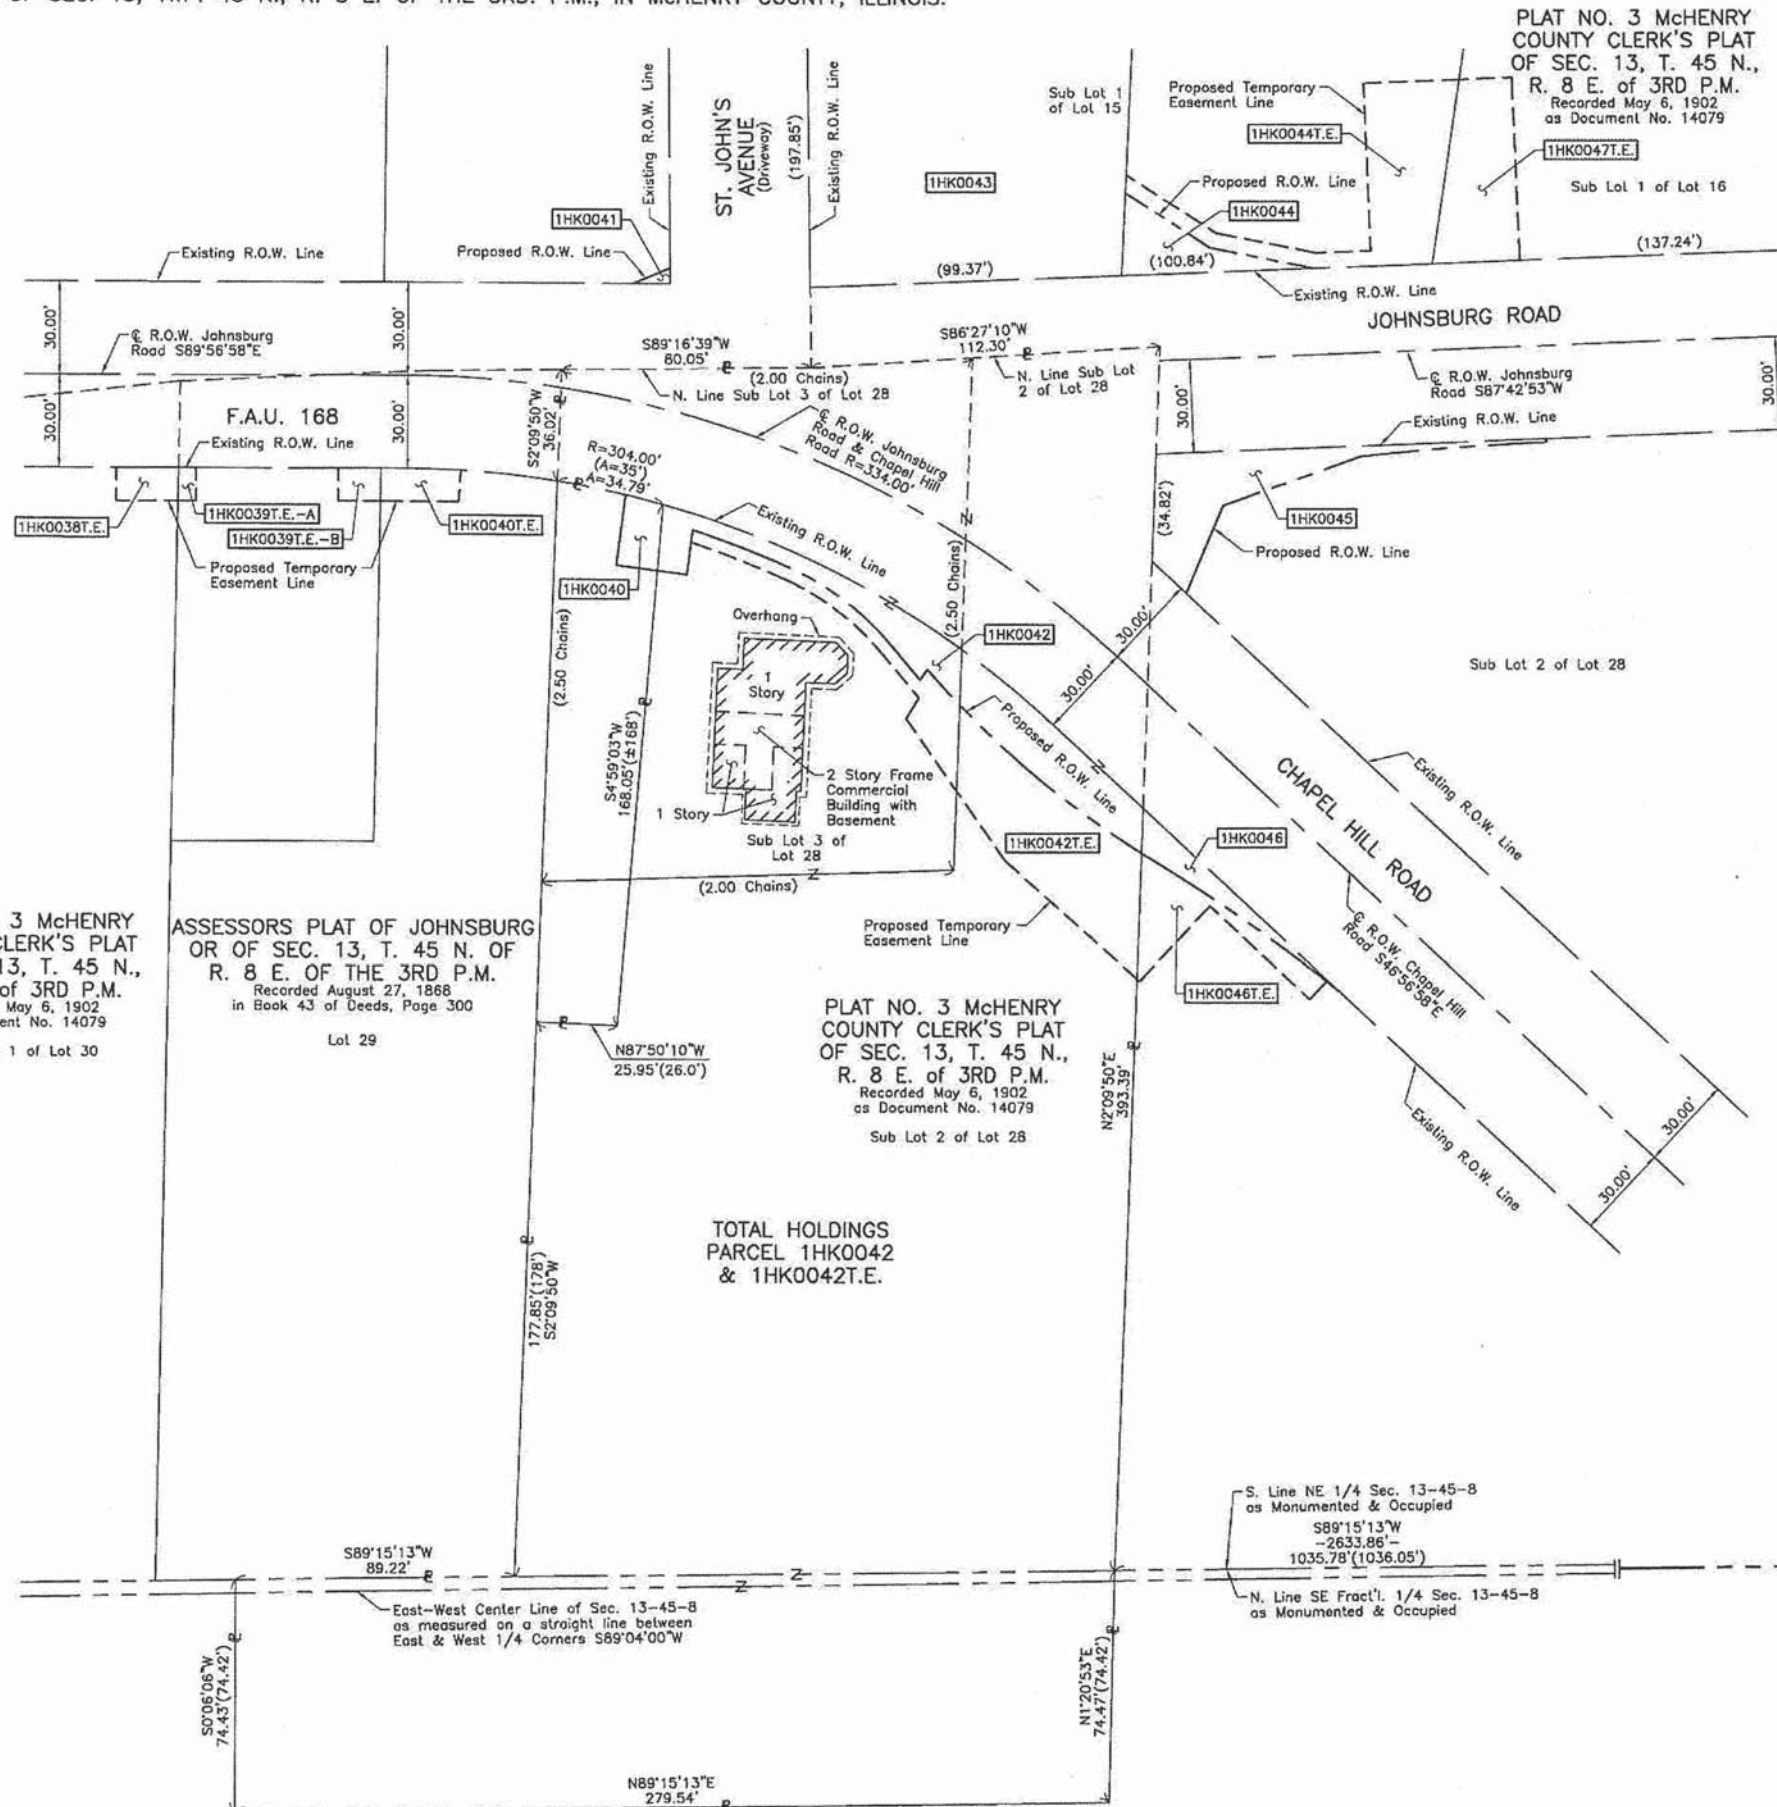 OF SEC. 13, TWP. 45 N., R. 8 E. OF THE 3RD. P.M., IN McHENRY COUNTY, ILLINOIS.
PLAT NO. 3 McHENRY
COUNTY CLERK'S PLAT
OF SEC. 13, T. 45 N.,
R. 8 E. of 3RD P.M.
Recorded May 6, 1902
as Document No. 14079
1HK0047T.E.
Sub Lot 1 of Lot 16
(137.24')
Proposed Temporary
Easement Line
1HK0044T.E.
Sub Lot 1
of Lot 15
Proposed R.O.W. Line
1HK0044
(100.84')
1HK0043
(99.37')
Existing R.O.W. Line
ST. JOHN'S
AVENUE
(Driveway)
(197.85')
Existing R.O.W. Line
1HK0041
Proposed R.O.W. Line
Existing R.O.W. Line
Existing R.O.W. Line
JOHNSBURG ROAD
30.00'
30.00'
℄ R.O.W. Johnsburg
Road S89°56'58"E
30.00'
30.00'
F.A.U. 168
Existing R.O.W. Line
S89°16'39"W
80.05'
(2.00 Chains)
N. Line Sub Lot 3 of Lot 28
S86°27'10"W
112.30'
N. Line Sub Lot
2 of Lot 28
℄ R.O.W. Johnsburg
Road S87°42'53"W
30.00'
30.00'
Existing R.O.W. Line
S2°09'50"W
36.02'
R=304.00'
(A=35')
A=34.79'
℄ R.O.W. Johnsburg
Road & Chapel Hill
Road R=334.00'
Existing R.O.W. Line
(34.82')
1HK0045
Proposed R.O.W. Line
1HK0038T.E.
1HK0039T.E.-A
1HK0039T.E.-B
1HK0040T.E.
Proposed Temporary
Easement Line
1HK0040
(2.50 Chains)
(2.50 Chains)
Overhang
1HK0042
30.00'
30.00'
Sub Lot 2 of Lot 28
1
Story
S4°59'03"W
168.05'(±168')
2 Story Frame
Commercial
Building with
Basement
1 Story
Sub Lot 3 of
Lot 28
(2.00 Chains)
Proposed R.O.W. Line
1HK0042T.E.
1HK0046
CHAPEL HILL ROAD
Existing R.O.W. Line
℄ R.O.W. Chapel Hill
Road S46°56'58"E
Proposed Temporary
Easement Line
1HK0046T.E.
3 McHENRY
CLERK'S PLAT
13, T. 45 N.,
of 3RD P.M.
May 6, 1902
ent No. 14079
1 of Lot 30
ASSESSORS PLAT OF JOHNSBURG
OR OF SEC. 13, T. 45 N. OF
R. 8 E. OF THE 3RD P.M.
Recorded August 27, 1868
in Book 43 of Deeds, Page 300
Lot 29
N87°50'10"W
25.95'(26.0')
PLAT NO. 3 McHENRY
COUNTY CLERK'S PLAT
OF SEC. 13, T. 45 N.,
R. 8 E. of 3RD P.M.
Recorded May 6, 1902
as Document No. 14079
Sub Lot 2 of Lot 28
N2°09'50"E
393.39'
Existing R.O.W. Line
30.00'
30.00'
177.85'(178')
S2°09'50"W
TOTAL HOLDINGS
PARCEL 1HK0042
& 1HK0042T.E.
S. Line NE 1/4 Sec. 13-45-8
as Monumented & Occupied
S89°15'13"W
-2633.86'-
1035.78'(1036.05')
S89°15'13"W
89.22'
N. Line SE Fract'l. 1/4 Sec. 13-45-8
as Monumented & Occupied
East-West Center Line of Sec. 13-45-8
as measured on a straight line between
East & West 1/4 Corners S89°04'00"W
S0°06'06"W
74.43'(74.42')
N1°20'53"E
74.47'(74.42')
N89°15'13"E
279.54'